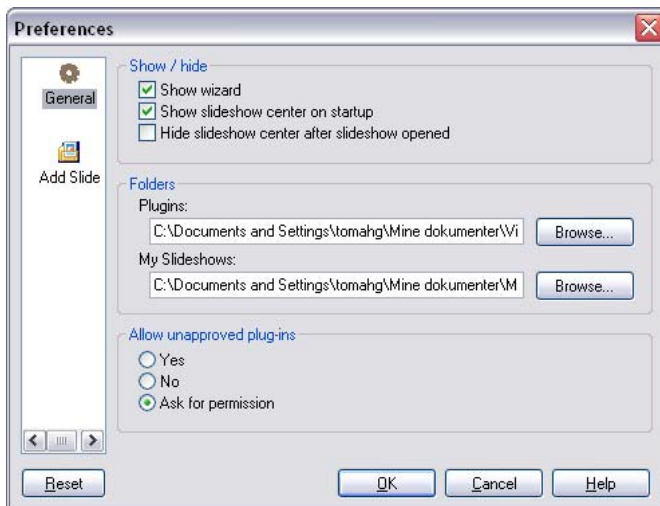 Preferences
General
Add Slide
Show / hide
Show wizard
Show slideshow center on startup
Hide slideshow center after slideshow opened
Folders
Plugins:
C:\Documents and Settings\tomahg\Mine dokumenter\Vi
Browse...
My Slideshows:
C:\Documents and Settings\tomahg\Mine dokumenter\M
Browse...
Allow unapproved plug-ins
Yes
No
Ask for permission
Reset
OK
Cancel
Help